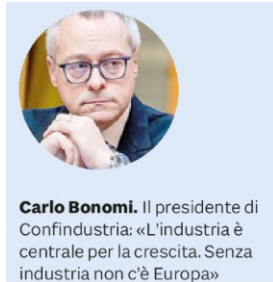 Carlo Bonomi. Il presidente di
Confindustria: «L'industria è
centrale per la crescita. Senza
industria non c'è Europa»